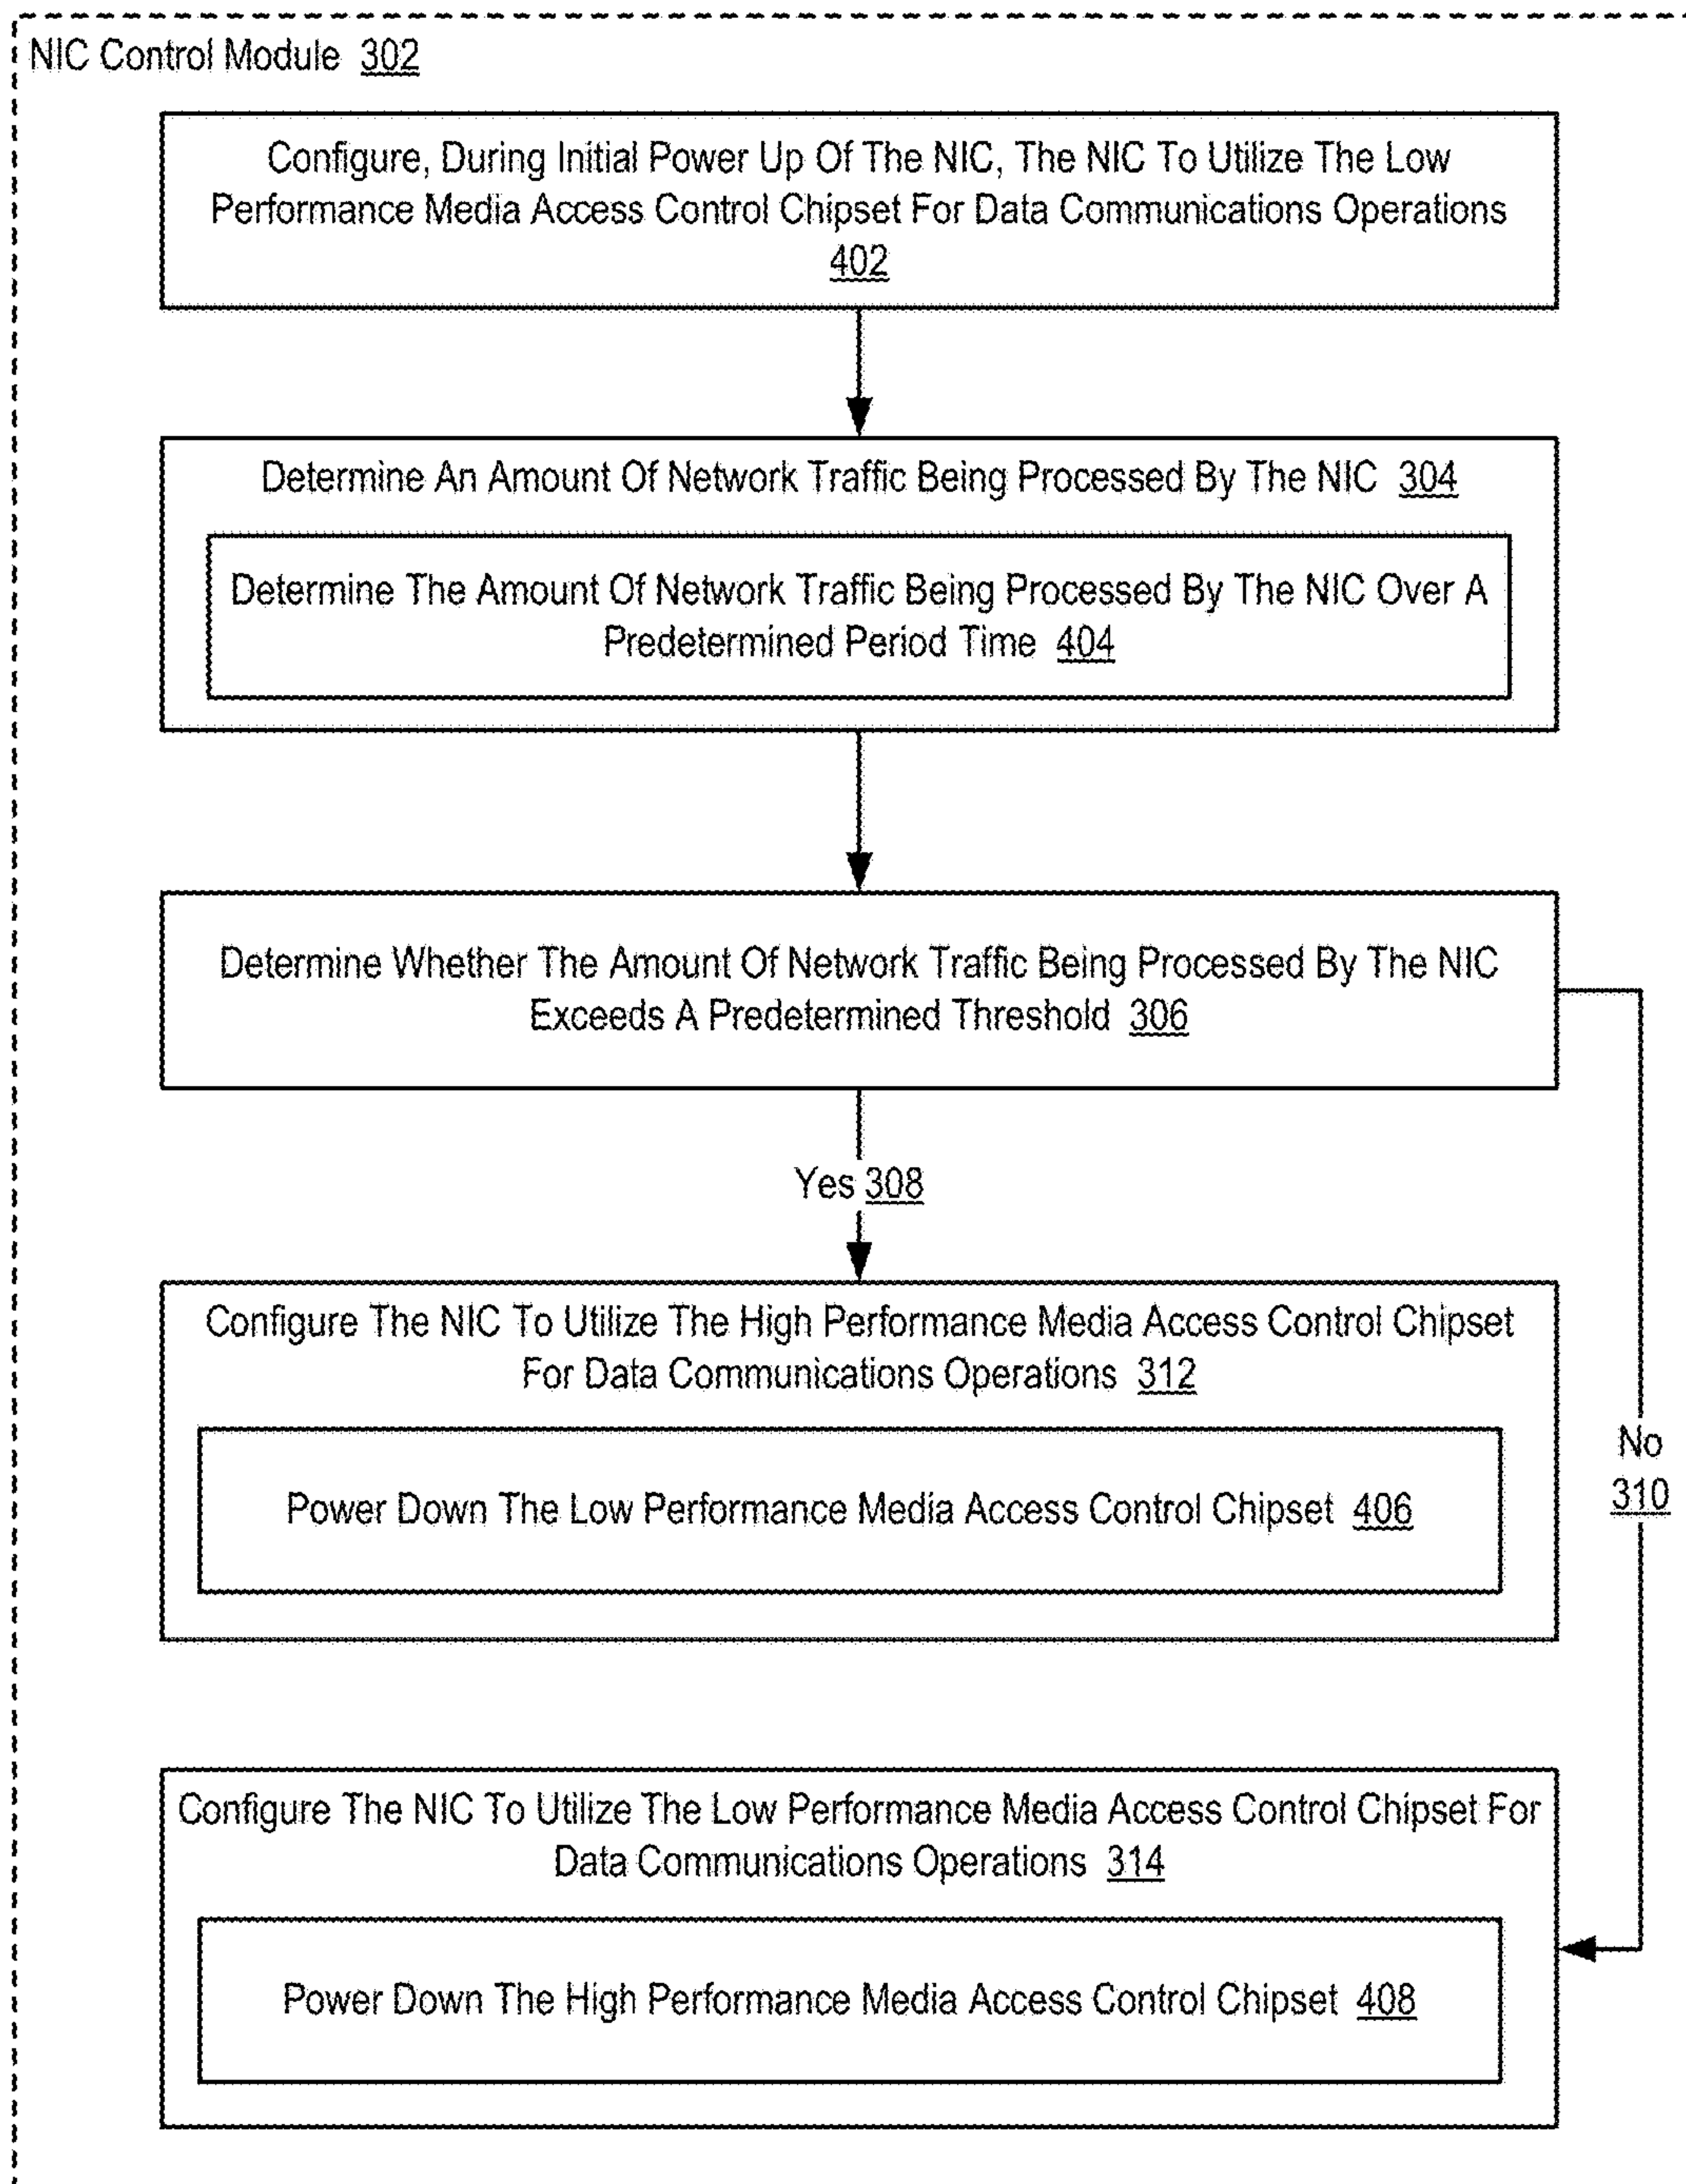 NIC Control Module 302
Configure, During Initial Power Up Of The NIC, The NIC To Utilize The Low
Performance Media Access Control Chipset For Data Communications Operations
402
Determine An Amount Of Network Traffic Being Processed By The NIC 304
Determine The Amount Of Network Traffic Being Processed By The NIC Over A
Predetermined Period Time 404
Determine Whether The Amount Of Network Traffic Being Processed By The NIC
Exceeds A Predetermined Threshold 306
Yes 308
Configure The NIC To Utilize The High Performance Media Access Control Chipset
For Data Communications Operations 312
Power Down The Low Performance Media Access Control Chipset 406
No
310
Configure The NIC To Utilize The Low Performance Media Access Control Chipset For
Data Communications Operations 314
Power Down The High Performance Media Access Control Chipset 408